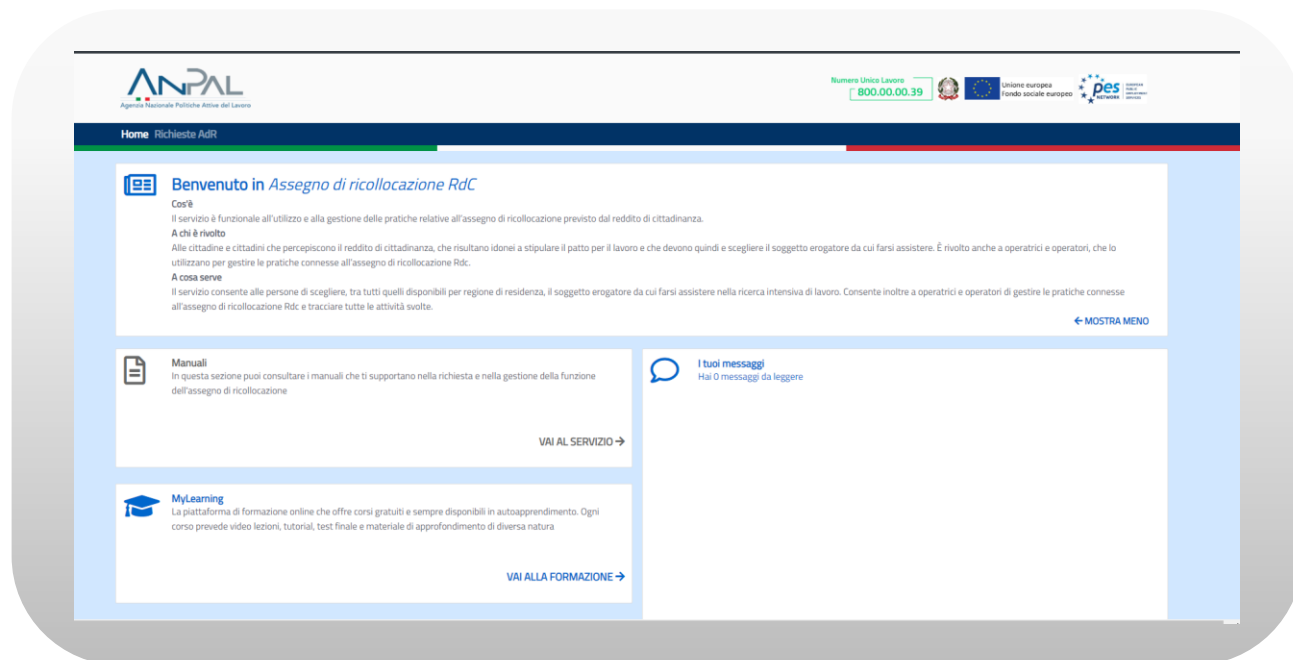 ANPAL
Agenzia Nazionale Politiche Attive del Lavoro
Numero Unico Lavoro
800.00.00.39
Unione europea
Fondo sociale europeo
pes
NETWORK
Home Richieste AdR
Benvenuto in Assegno di ricollocazione RdC
Cos'è
Il servizio è funzionale all'utilizzo e alla gestione delle pratiche relative all'assegno di ricollocazione previsto dal reddito di cittadinanza.
A chi è rivolto
Alle cittadine e cittadini che percepiscono il reddito di cittadinanza, che risultano idonei a stipulare il patto per il lavoro e che devono quindi e scegliere il soggetto erogatore da cui farsi assistere. È rivolto anche a operatrici e operatori, che lo
utilizzano per gestire le pratiche connesse all'assegno di ricollocazione Rdc.
A cosa serve
Il servizio consente alle persone di scegliere, tra tutti quelli disponibili per regione di residenza, il soggetto erogatore da cui farsi assistere nella ricerca intensiva di lavoro. Consente inoltre a operatrici e operatori di gestire le pratiche connesse
all'assegno di ricollocazione Rdc e tracciare tutte le attività svolte.
← MOSTRA MENO
Manuali
In questa sezione puoi consultare i manuali che ti supportano nella richiesta e nella gestione della funzione
dell'assegno di ricollocazione
VAI AL SERVIZIO →
I tuoi messaggi
Hai 0 messaggi da leggere
MyLearning
La piattaforma di formazione online che offre corsi gratuiti e sempre disponibili in autoapprendimento. Ogni
corso prevede video lezioni, tutorial, test finale e materiale di approfondimento di diversa natura
VAI ALLA FORMAZIONE →